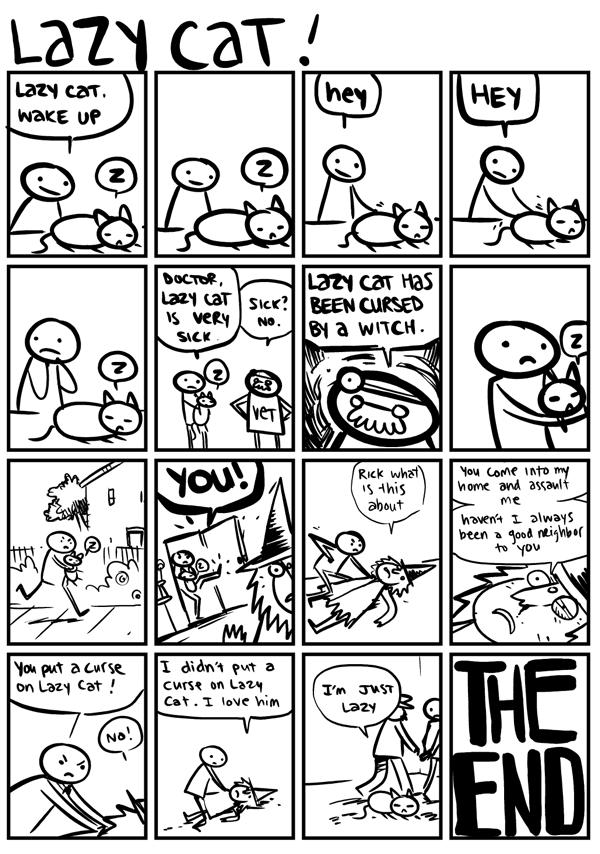 Lazy Cat!
Lazy Cat.
Wake up
Z
Z
hey
HEY
Z
Doctor,
Lazy Cat
is very
sick.
Sick?
No.
Z
VET
Lazy Cat has
been cursed
by a witch.
Z
Z
YOU!
Rick what
is this
about
You come into my
home and assault
me
haven't I always
been a good neighbor
to you
You put a curse
on Lazy Cat!
No!
I didn't put a
curse on Lazy
Cat. I love him
I'm just
lazy
THE
END